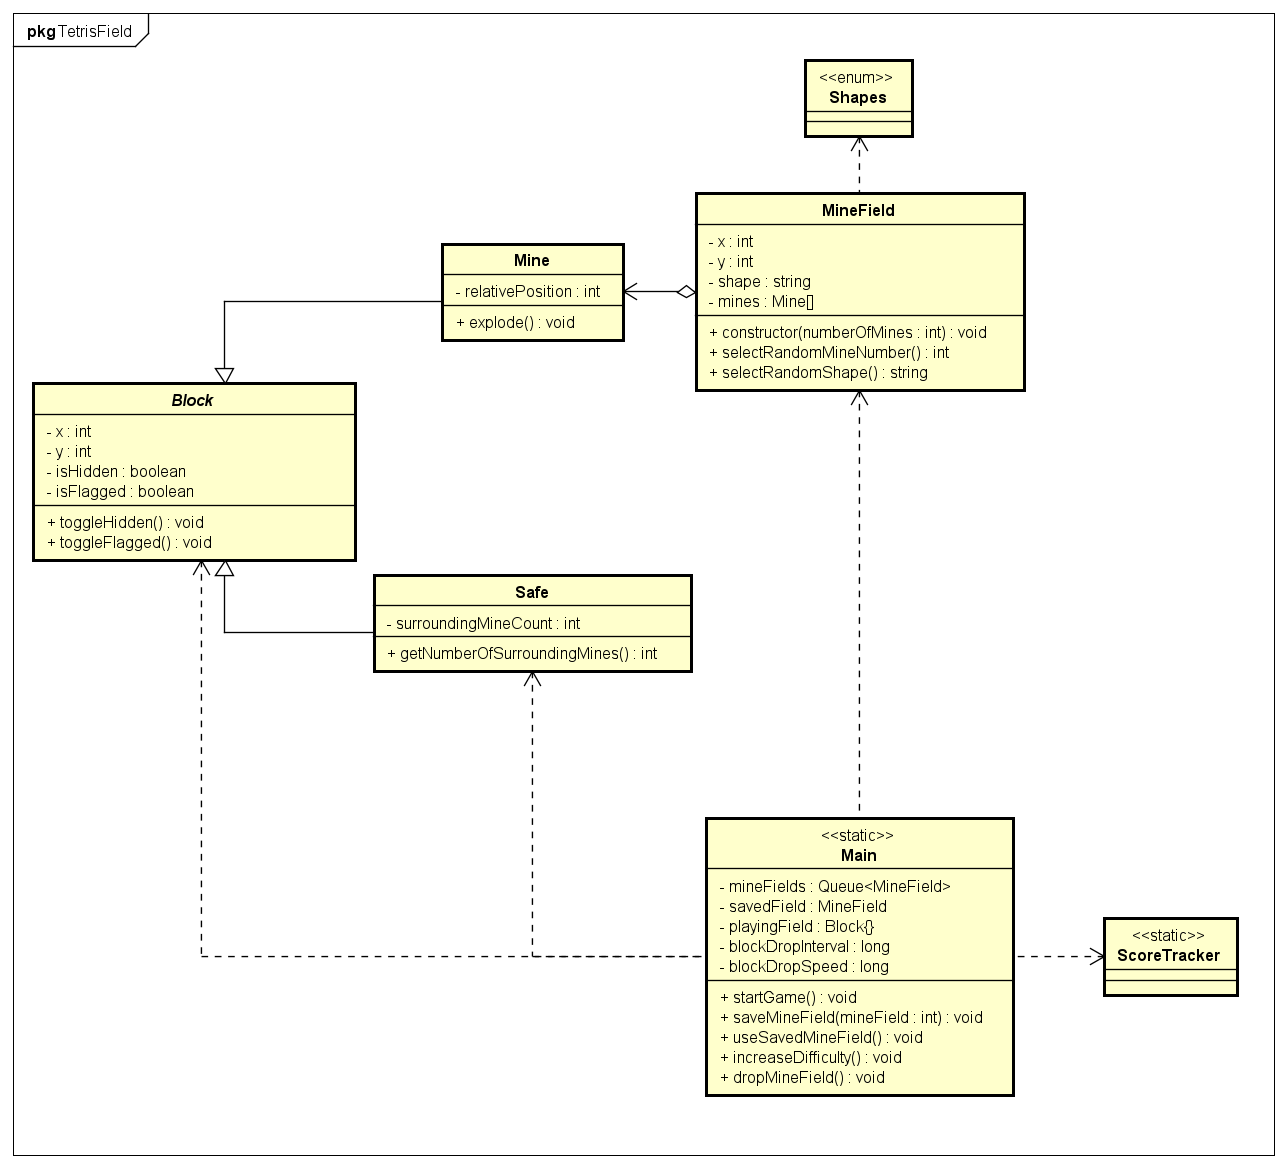 pkg TetrisField
<<enum>>
Shapes
MineField
- x : int
- y : int
- shape : string
- mines : Mine[]
+ constructor(numberOfMines : int) : void
+ selectRandomMineNumber() : int
+ selectRandomShape() : string
Mine
- relativePosition : int
+ explode() : void
Block
- x : int
- y : int
- isHidden : boolean
- isFlagged : boolean
+ toggleHidden() : void
+ toggleFlagged() : void
Safe
- surroundingMineCount : int
+ getNumberOfSurroundingMines() : int
<<static>>
Main
- mineFields : Queue<MineField>
- savedField : MineField
- playingField : Block{}
- blockDropInterval : long
- blockDropSpeed : long
+ startGame() : void
+ saveMineField(mineField : int) : void
+ useSavedMineField() : void
+ increaseDifficulty() : void
+ dropMineField() : void
<<static>>
ScoreTracker